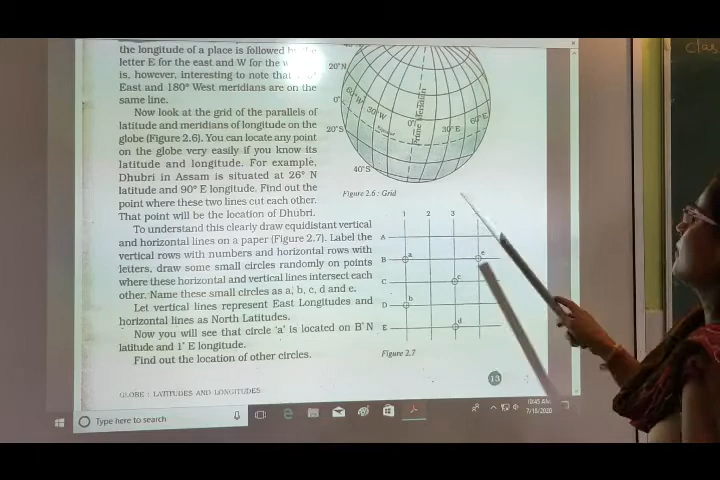 the longitude of a place is followed
letter E for the east and W for the
is, however, interesting to note that
East and 180° West meridians are on the
same line.
Now look at the grid of the parallels of
latitude and meridians of longitude on the
globe (Figure 2.6). You can locate any point
on the globe very easily if you know its
latitude and longitude. For example,
Dhubri in Assam is situated at 26° N
latitude and 90° E longitude. Find out the
point where these two lines cut each other.
That point will be the location of Dhubri.
To understand this clearly draw equidistant vertical
and horizontal lines on a paper (Figure 2.7). Label the
vertical rows with numbers and horizontal rows with
letters, draw some small circles randomly on points
where these horizontal and vertical lines intersect each
other. Name these small circles as a, b, c, d and e.
Let vertical lines represent East Longitudes and
horizontal lines as North Latitudes.
Now you will see that circle 'a' is located on B° N
latitude and 1° E longitude.
Find out the location of other circles.
GLOBE : LATITUDES AND LONGITUDES
13
20°N
0°
20°S
40°S
60°W
30°W
0°
30°E
60°E
Prime Meridian
Equator
Figure 2.6 : Grid
1 2 3
A
B a e
C c
D b
E d
Figure 2.7
Type here to search
10:45 AM
7/18/2020
clas